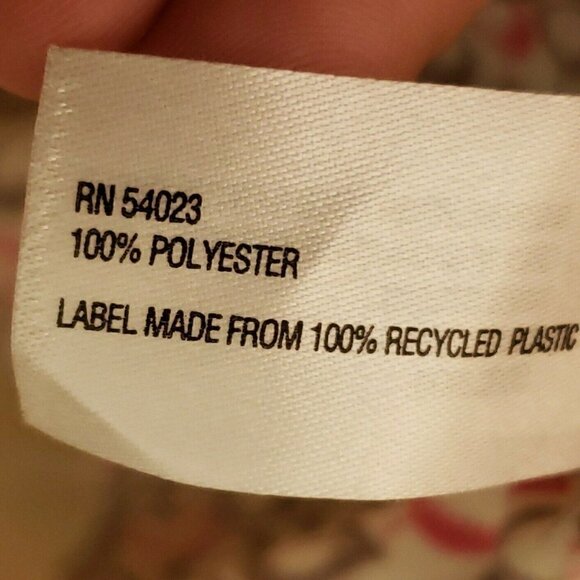 RN 54023
100% POLYESTER
LABEL MADE FROM 100% RECYCLED PLASTIC